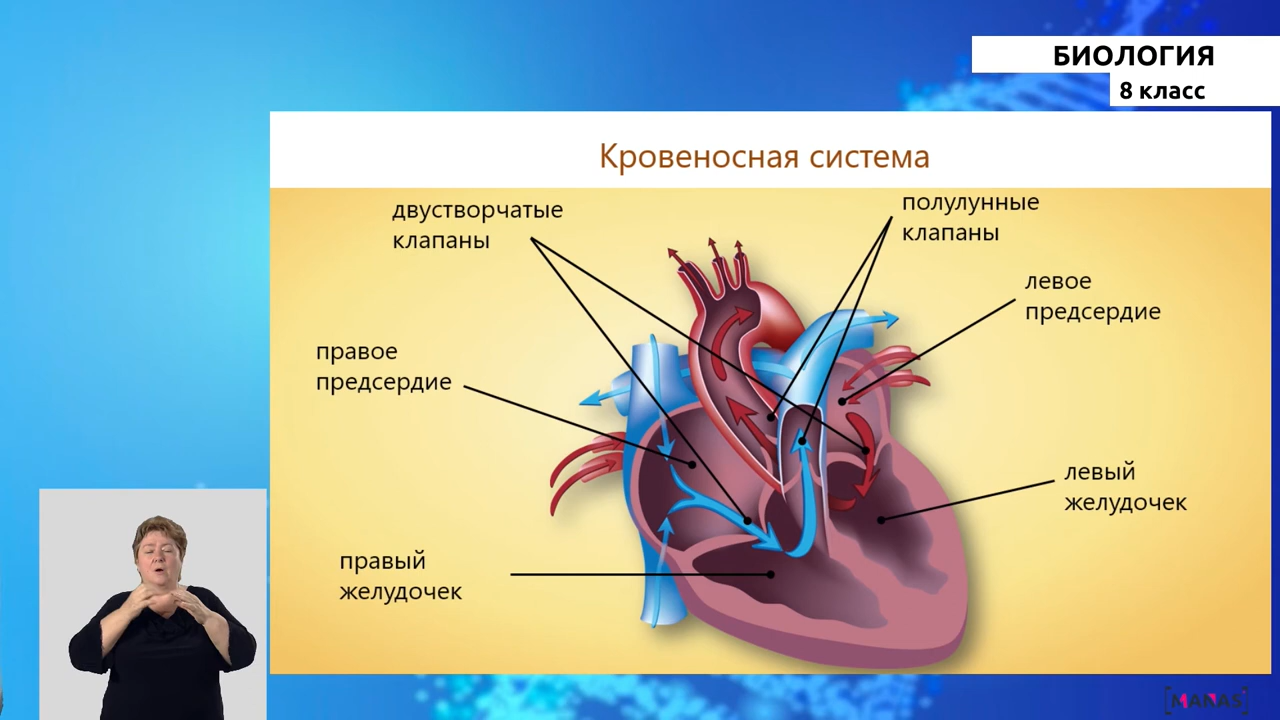 БИОЛОГИЯ
8 класс
Кровеносная система
двустворчатые
клапаны
полулунные
клапаны
левое
предсердие
правое
предсердие
левый
желудочек
правый
желудочек
MANAS